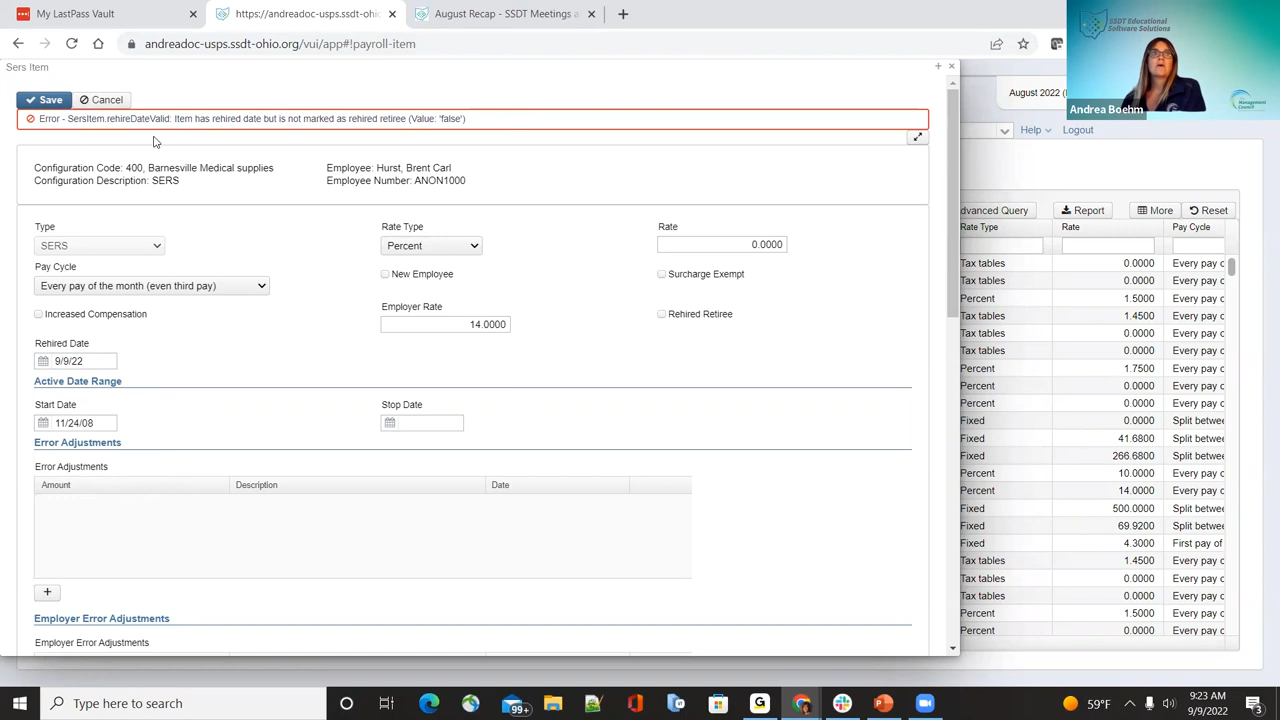 My LastPass Vault
https://andreadoc-usps.ssdt-ohio
August Recap - SSDT Meetings a
andreadoc-usps.ssdt-ohio.org/vui/app#!payroll-item
SSDT Educational
Software Solutions
Management
Council
Andrea Boehm
Sers Item
August 2022 (
Save
Cancel
Error - SersItem.rehireDateValid: Item has rehired date but is not marked as rehired retiree (Value: 'false')
Help
Logout
Configuration Code: 400, Barnesville Medical supplies
Employee: Hurst, Brent Carl
Configuration Description: SERS
Employee Number: ANON1000
dvanced Query
Report
More
Reset
Type
Rate Type
Rate
SERS
Percent
0.0000
Pay Cycle
New Employee
Surcharge Exempt
Every pay of the month (even third pay)
Employer Rate
Increased Compensation
14.0000
Rehired Retiree
Rehired Date
9/9/22
Active Date Range
Start Date
Stop Date
11/24/08
Error Adjustments
Error Adjustments
Amount
Description
Date
+
Employer Error Adjustments
Employer Error Adjustments
Rate Type
Rate
Pay Cycle
Tax tables 0.0000 Every pay c
Tax tables 0.0000 Every pay c
Percent 1.5000 Every pay c
Tax tables 1.4500 Every pay c
Tax tables 0.0000 Every pay c
Tax tables 0.0000 Every pay c
Percent 1.7500 Every pay c
Percent 0.0000 Every pay c
Percent 0.0000 Every pay c
Fixed 0.0000 Split betwee
Fixed 41.6800 Split betwee
Fixed 266.6800 Split betwee
Percent 10.0000 Every pay c
Percent 14.0000 Every pay c
Fixed 500.0000 Split betwee
Fixed 69.9200 Split betwee
Fixed 4.3000 First pay of
Tax tables 1.4500 Every pay c
Tax tables 0.0000 Every pay c
Tax tables 0.0000 Every pay c
Percent 1.5000 Every pay c
Percent 0.0000 Every pay c
Type here to search
99+
59°F
9:23 AM
9/9/2022
3